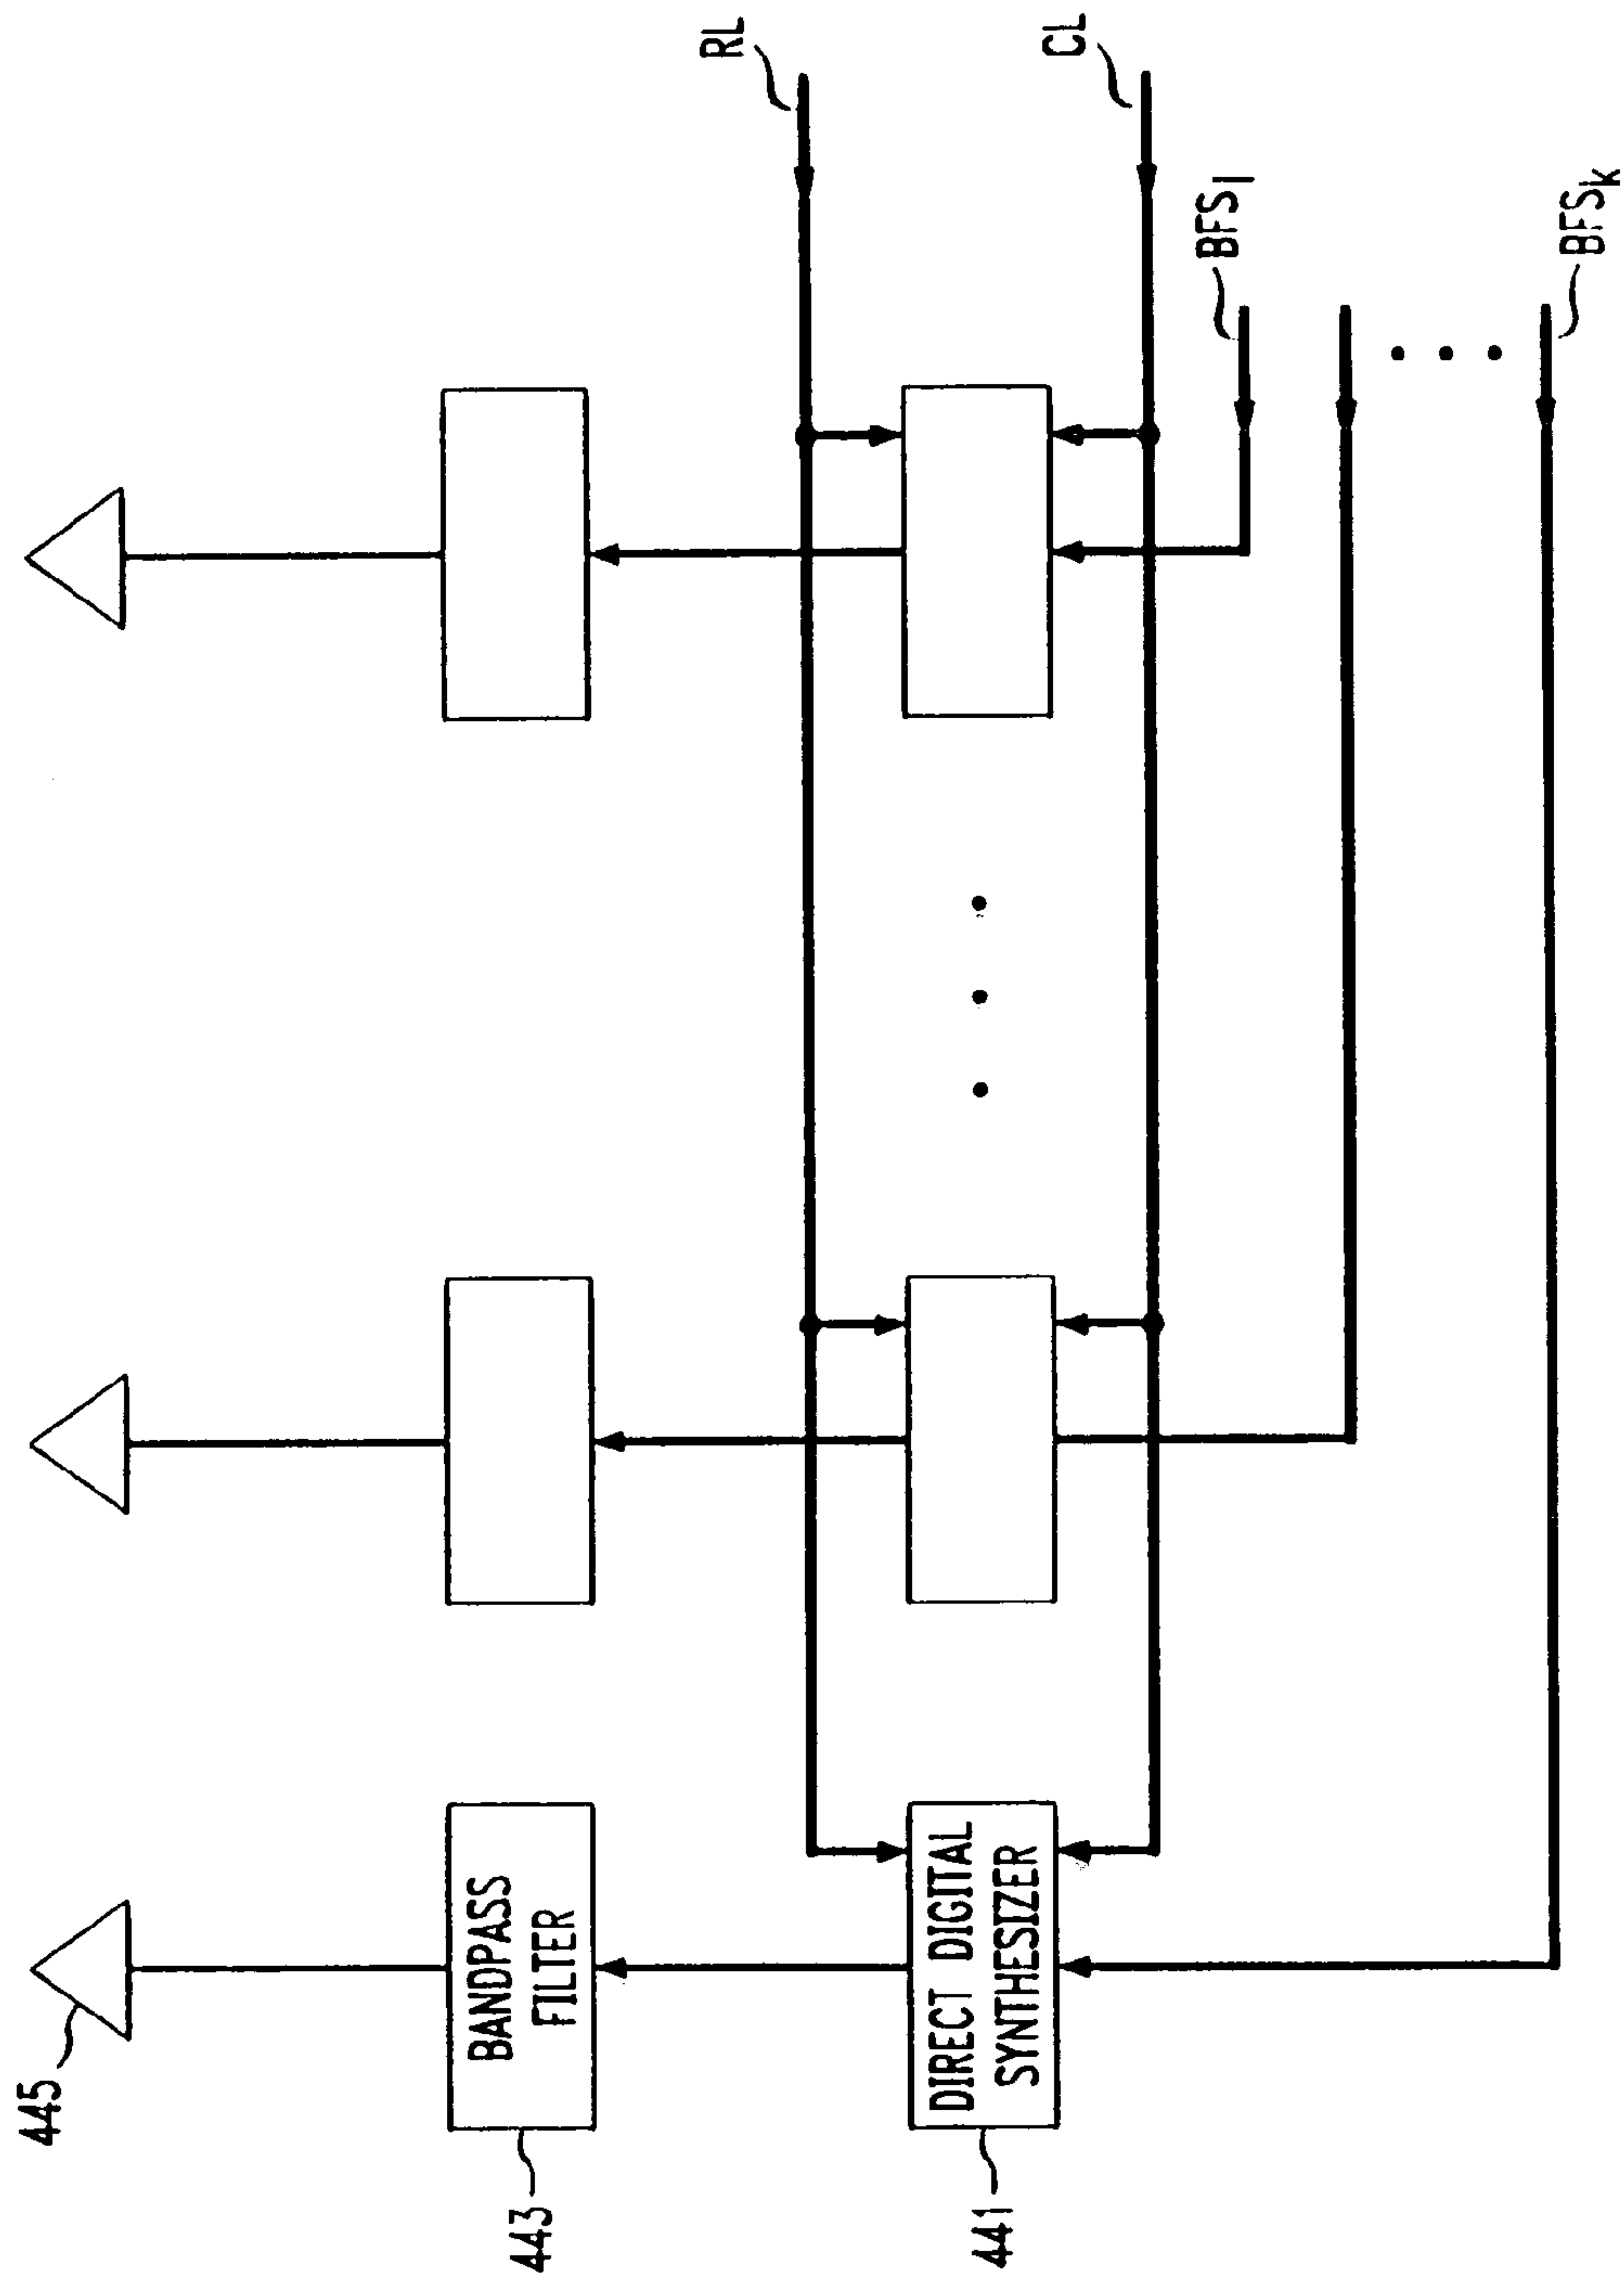 445
443
BANDPASS
FILTER
441
DIRECT DIGITAL
SYNTHESIZER
RL
CL
BFS1
BFSk